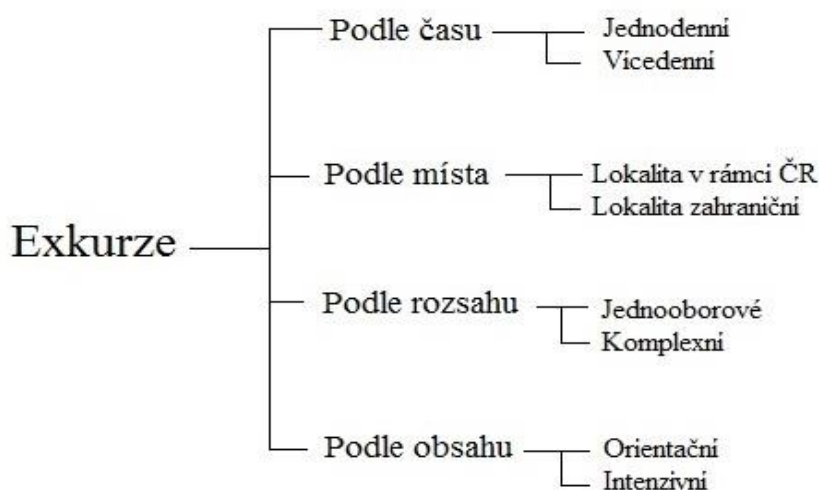 Exkurze
Podle času
Jednodenní
Vícedenní
Podle místa
Lokalita v rámci ČR
Lokalita zahraniční
Podle rozsahu
Jednooborové
Komplexní
Podle obsahu
Orientační
Intenzivní